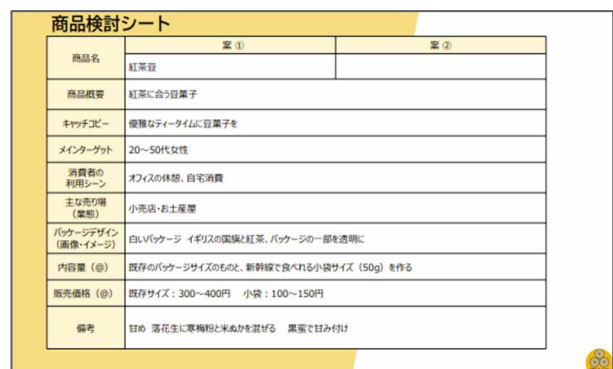 商品検討シート
案①
案②
商品名
紅茶豆
商品概要
紅茶に合う豆菓子
キャッチコピー
優雅なティータイムに豆菓子を
メインターゲット
20～50代女性
消費者の
利用シーン
オフィスの休憩、自宅消費
主な売り場
（業態）
小売店・お土産屋
パッケージデザイン
（画像・イメージ）
白いパッケージ イギリスの国旗と紅茶、パッケージの一部を透明に
内容量（@）
既存のパッケージサイズのものと、新幹線で食べれる小袋サイズ（50g）を作る
販売価格（@）
既存サイズ：300～400円 小袋：100～150円
備考
甘め 落花生に寒梅粉と米ぬかを混ぜる 黒蜜で甘み付け